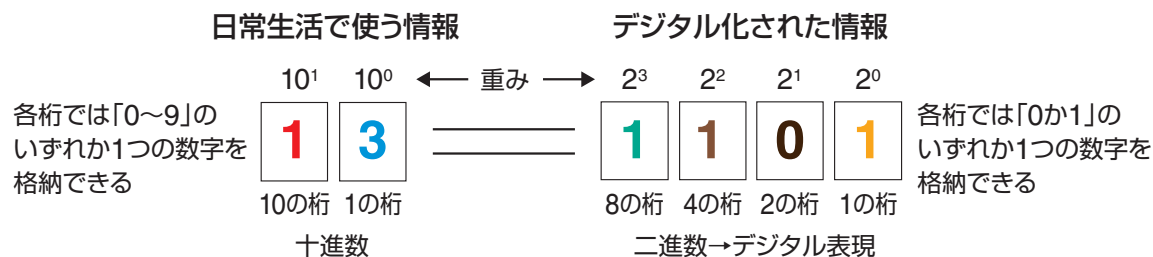 日常生活で使う情報 デジタル化された情報
10¹ 10⁰ ← 重み → 2³ 2² 2¹ 2⁰
各桁では「0〜9」の
いずれか1つの数字を
格納できる
1 3 1 1 0 1
各桁では「0か1」の
いずれか1つの数字を
格納できる
10の桁 1の桁 8の桁 4の桁 2の桁 1の桁
十進数 二進数→デジタル表現